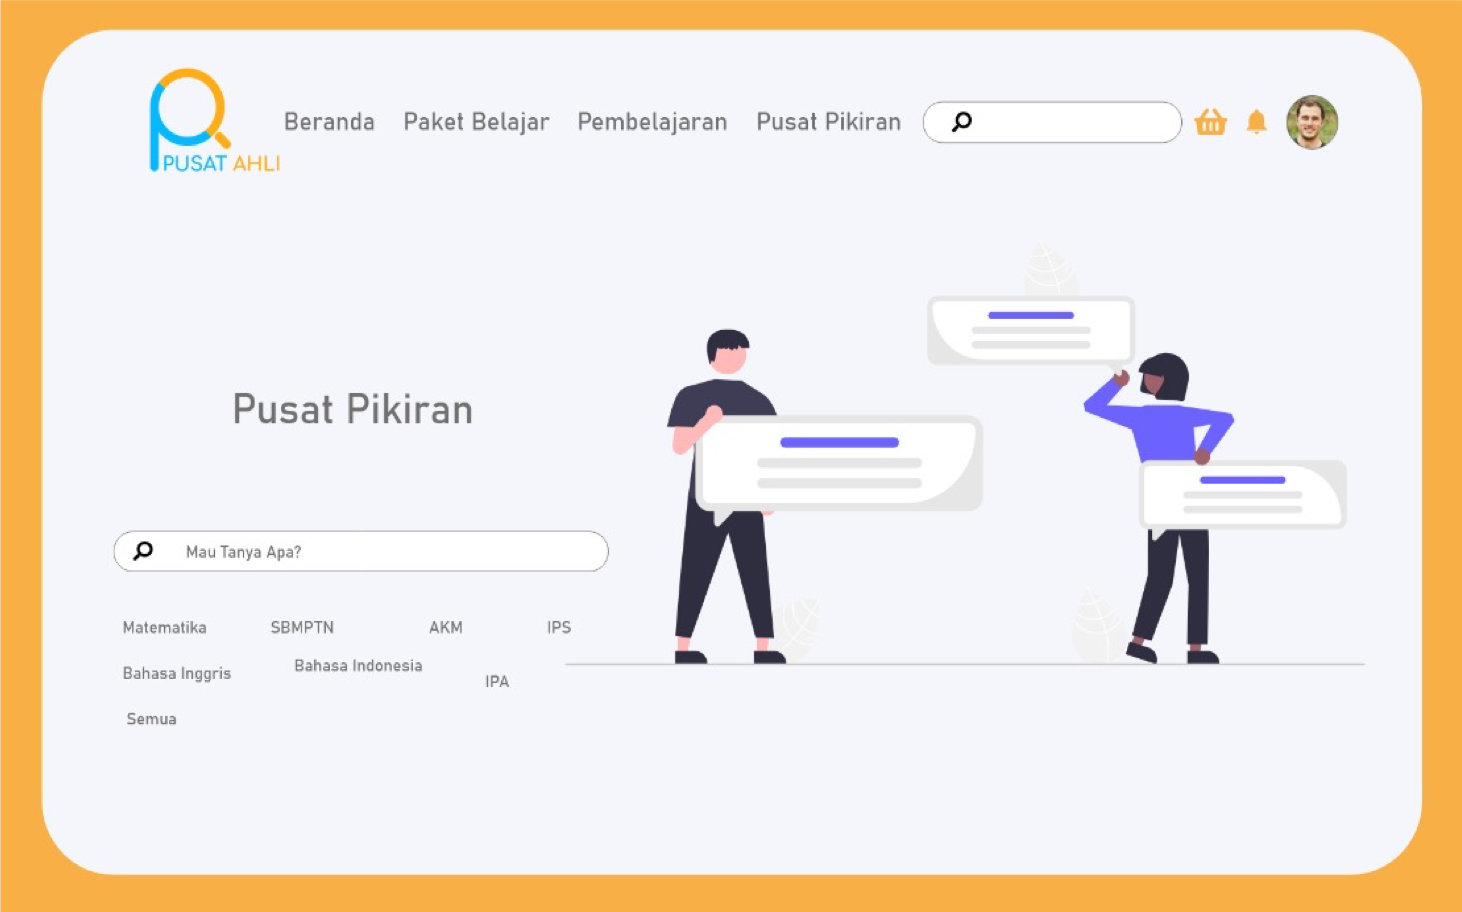 PUSAT AHLI
Beranda Paket Belajar Pembelajaran Pusat Pikiran
Pusat Pikiran
Mau Tanya Apa?
Matematika SBMPTN AKM IPS
Bahasa Inggris Bahasa Indonesia IPA
Semua